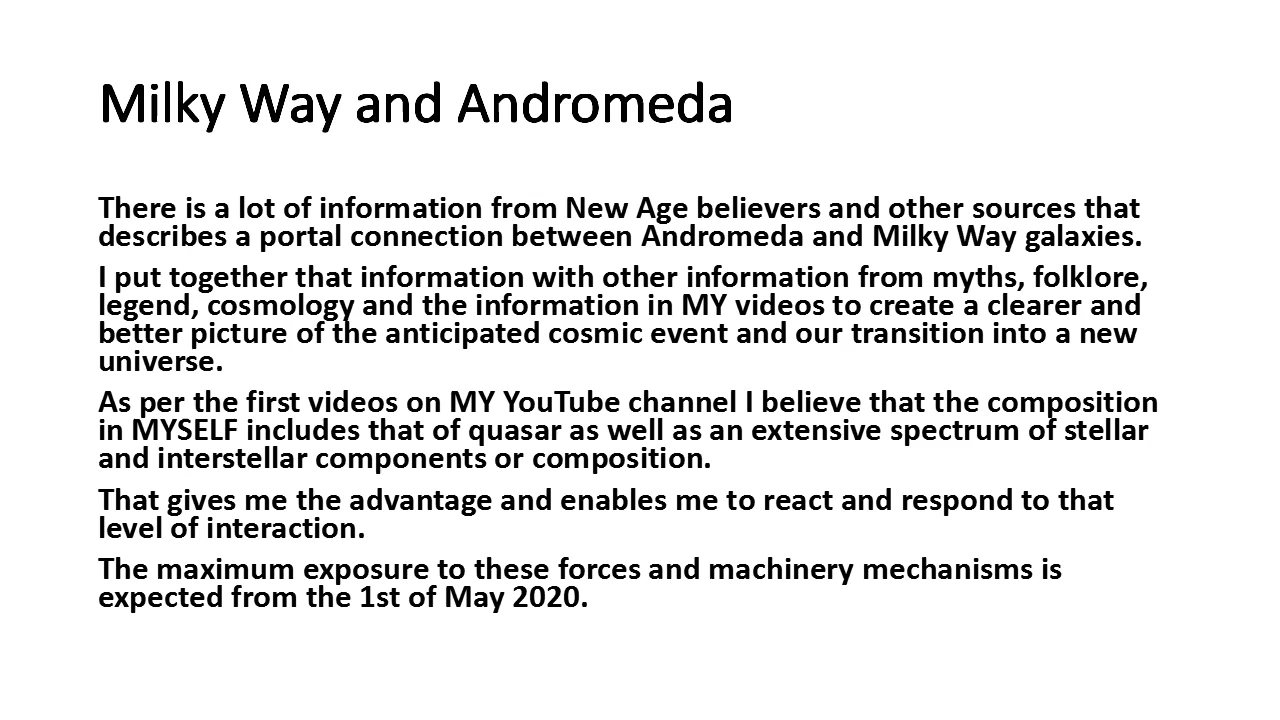 Milky Way and Andromeda
There is a lot of information from New Age believers and other sources that
describes a portal connection between Andromeda and Milky Way galaxies.
I put together that information with other information from myths, folklore,
legend, cosmology and the information in MY videos to create a clearer and
better picture of the anticipated cosmic event and our transition into a new
universe.
As per the first videos on MY YouTube channel I believe that the composition
in MYSELF includes that of quasar as well as an extensive spectrum of stellar
and interstellar components or composition.
That gives me the advantage and enables me to react and respond to that
level of interaction.
The maximum exposure to these forces and machinery mechanisms is
expected from the 1st of May 2020.